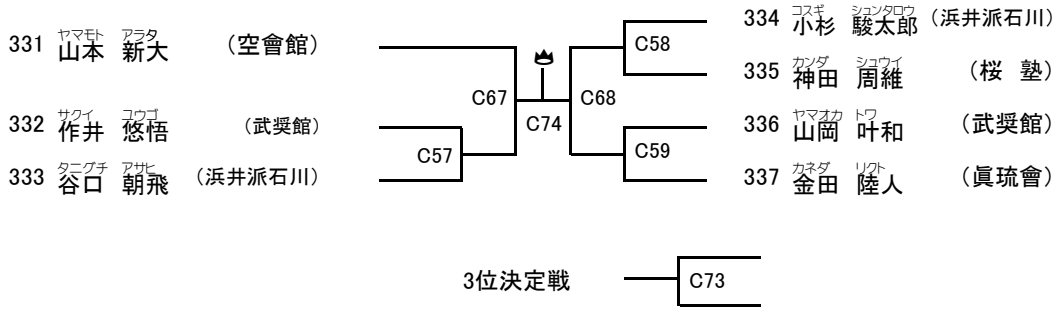 ヤマモト アラタ
331 山本 新大 （空會館）
サクイ ユウゴ
332 作井 悠悟 （武奨館）
タニグチ アサヒ
333 谷口 朝飛 （浜井派石川）
C57
C67
C74
C68
C58
C59
コスギ シュンタロウ
334 小杉 駿太郎 （浜井派石川）
カンダ シュウイ
335 神田 周維 （桜 塾）
ヤマオカ トワ
336 山岡 叶和 （武奨館）
カネダ リクト
337 金田 陸人 （眞琉會）
3位決定戦
C73